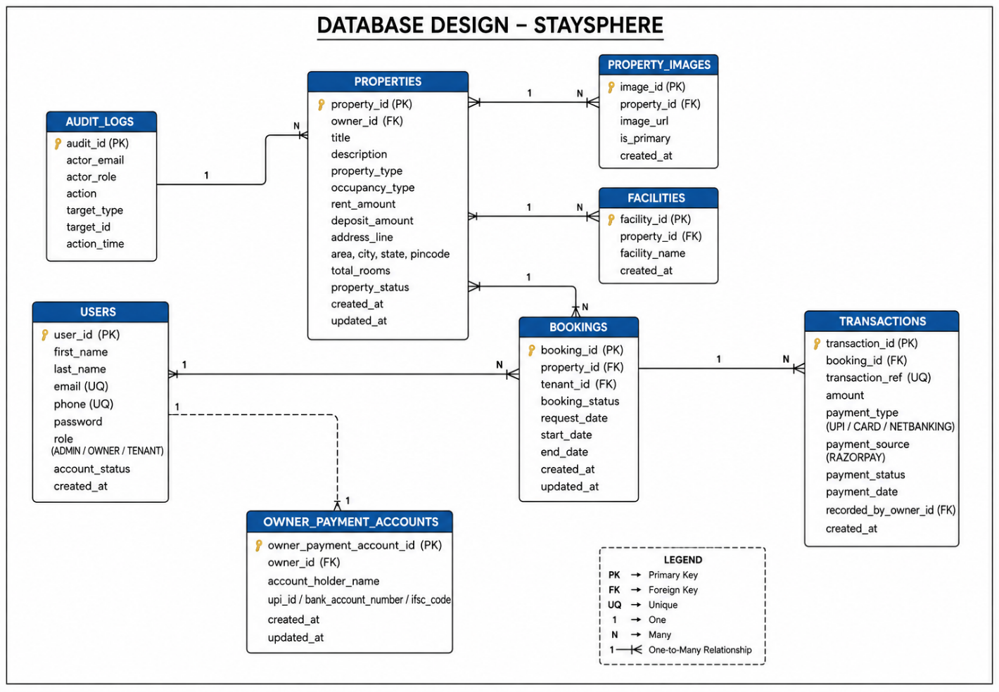 DATABASE DESIGN – STAYSPHERE
AUDIT_LOGS
audit_id (PK)
actor_email
actor_role
action
target_type
target_id
action_time
1
N
PROPERTIES
property_id (PK)
owner_id (FK)
title
description
property_type
occupancy_type
rent_amount
deposit_amount
address_line
area, city, state, pincode
total_rooms
property_status
created_at
updated_at
1
N
PROPERTY_IMAGES
image_id (PK)
property_id (FK)
image_url
is_primary
created_at
1
N
FACILITIES
facility_id (PK)
property_id (FK)
facility_name
created_at
1
N
USERS
user_id (PK)
first_name
last_name
email (UQ)
phone (UQ)
password
role
(ADMIN / OWNER / TENANT)
account_status
created_at
1
N
1
1
BOOKINGS
booking_id (PK)
property_id (FK)
tenant_id (FK)
booking_status
request_date
start_date
end_date
created_at
updated_at
1
N
TRANSACTIONS
transaction_id (PK)
booking_id (FK)
transaction_ref (UQ)
amount
payment_type
(UPI / CARD / NETBANKING)
payment_source
(RAZORPAY)
payment_status
payment_date
recorded_by_owner_id (FK)
created_at
OWNER_PAYMENT_ACCOUNTS
owner_payment_account_id (PK)
owner_id (FK)
account_holder_name
upi_id / bank_account_number / ifsc_code
created_at
updated_at
LEGEND
PK → Primary Key
FK → Foreign Key
UQ → Unique
1 → One
N → Many
1 One-to-Many Relationship